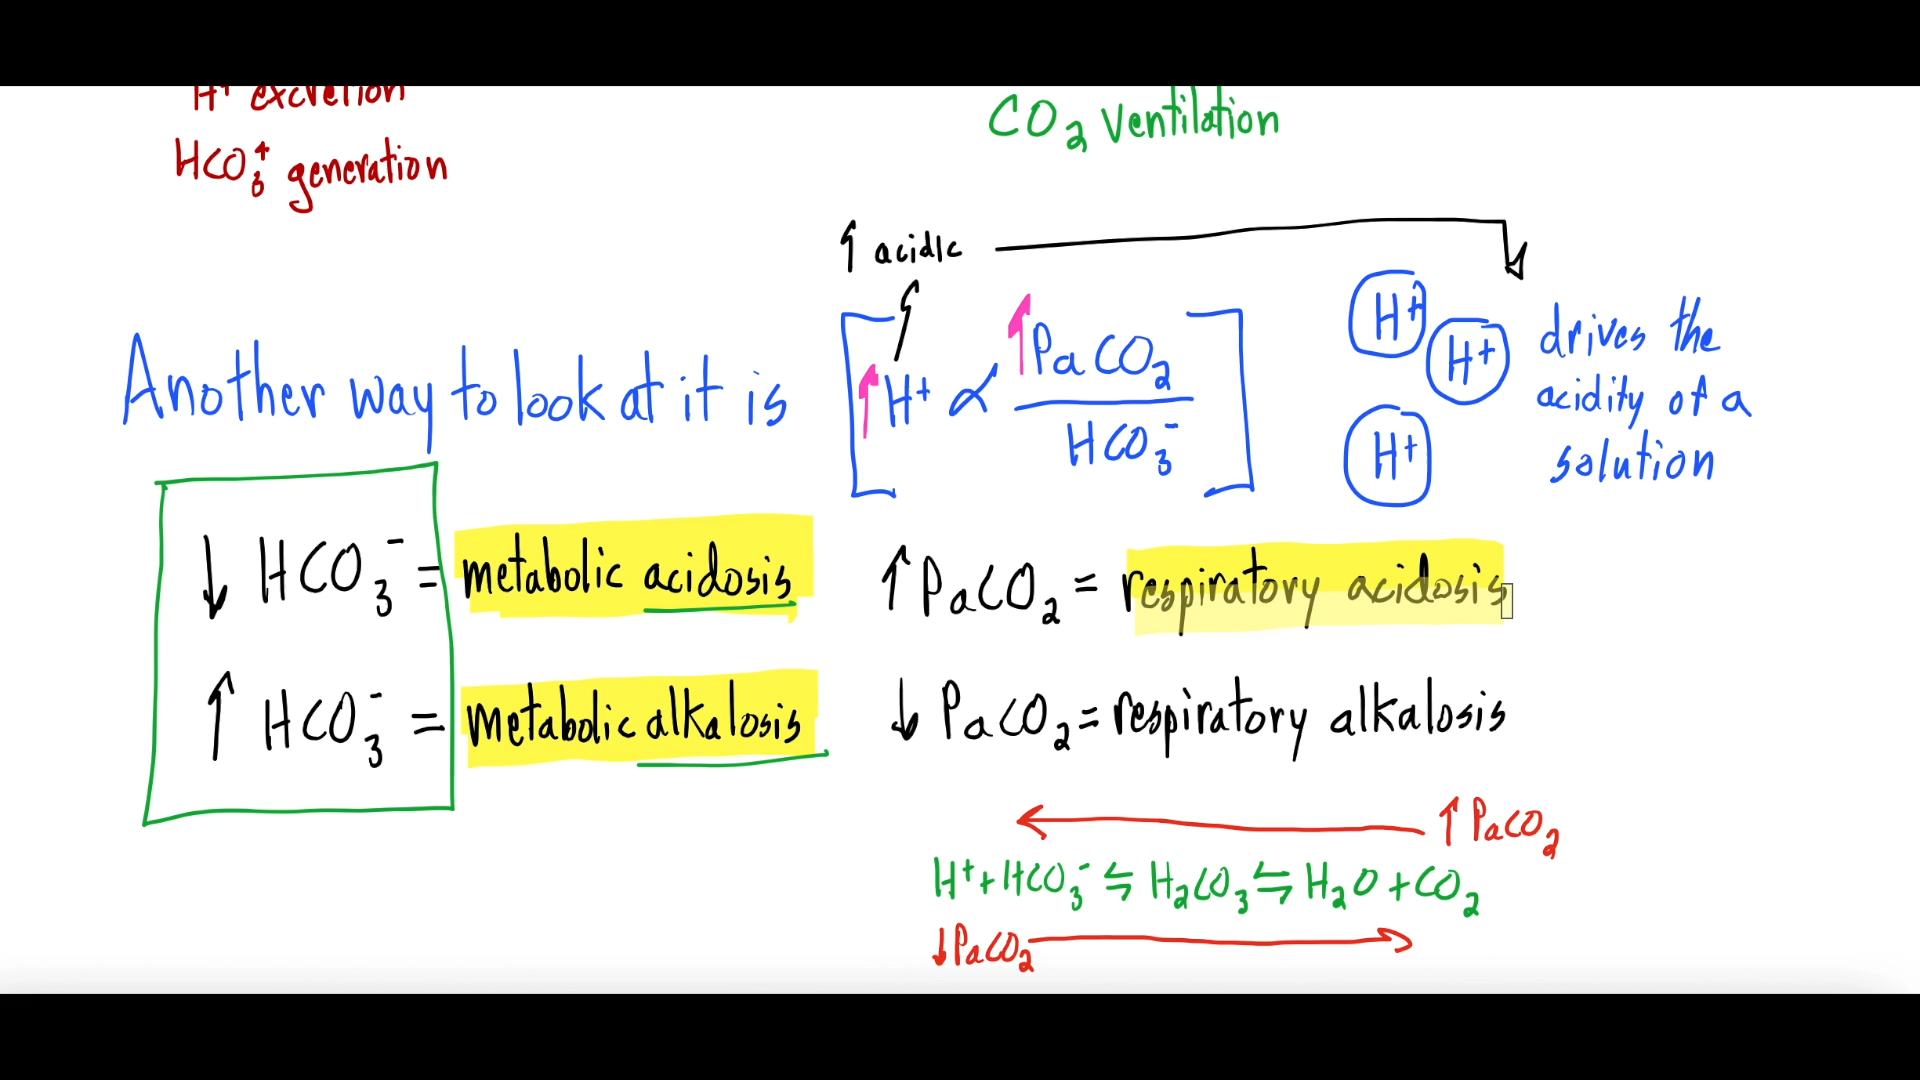 H⁺ excretion
HCO₃⁺ generation
CO₂ ventilation
↑ acidic
Another way to look at it is
[↑H⁺ ∝ ↑PaCO₂ / HCO₃⁻]
H⁺
H⁺
H⁺
drives the
acidity of a
solution
↓ HCO₃⁻ = metabolic acidosis
↑ HCO₃⁻ = metabolic alkalosis
↑ PaCO₂ = respiratory acidosis
↓ PaCO₂ = respiratory alkalosis
↑ PaCO₂
H⁺ + HCO₃⁻ ⇋ H₂CO₃ ⇋ H₂O + CO₂
↓ PaCO₂